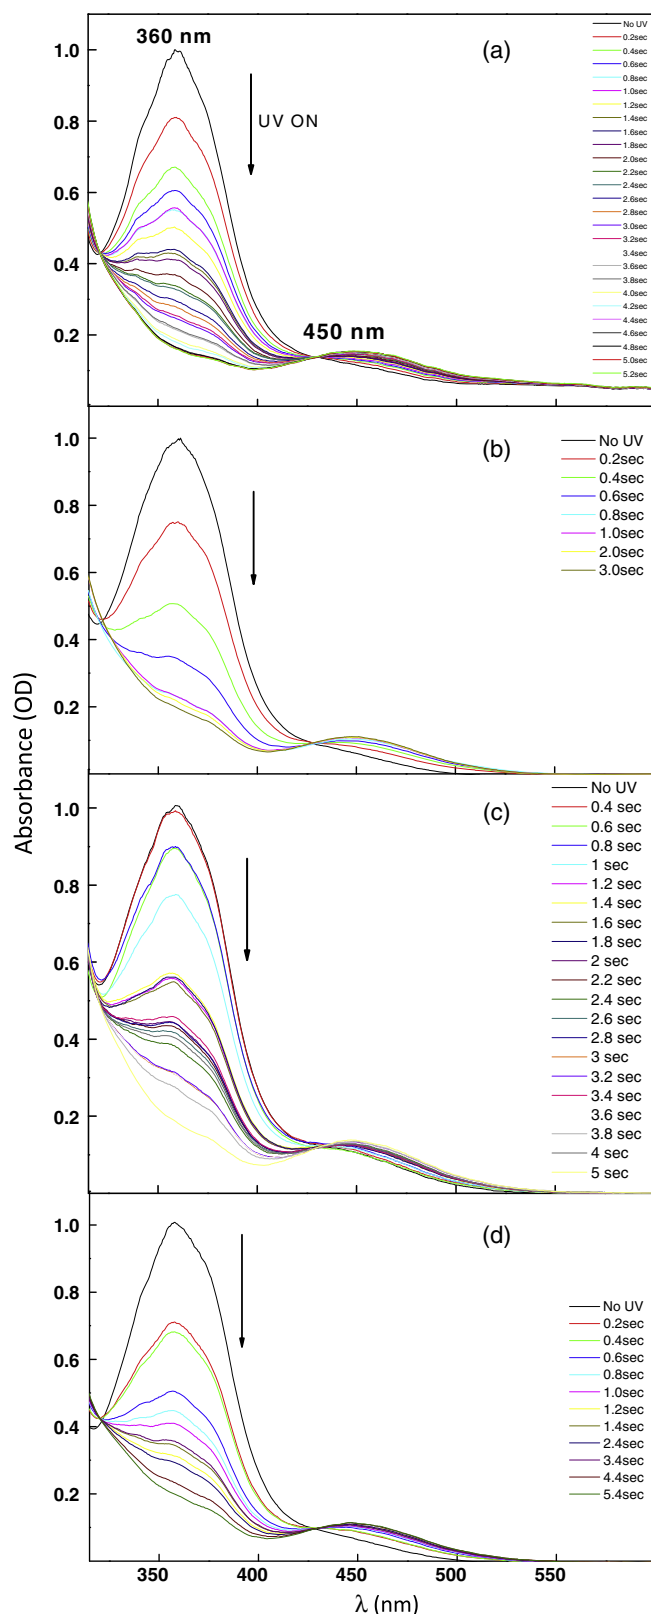 360 nm
(a)
UV ON
450 nm
1.0
0.8
0.6
0.4
0.2
No UV
0.2sec
0.4sec
0.6sec
0.8sec
1.0sec
1.2sec
1.4sec
1.6sec
1.8sec
2.0sec
2.2sec
2.4sec
2.6sec
2.8sec
3.0sec
3.2sec
3.4sec
3.6sec
3.8sec
4.0sec
4.2sec
4.4sec
4.6sec
4.8sec
5.0sec
5.2sec
(b)
1.0
0.8
0.6
0.4
0.2
No UV
0.2sec
0.4sec
0.6sec
0.8sec
1.0sec
2.0sec
3.0sec
Absorbance (OD)
(c)
1.0
0.8
0.6
0.4
0.2
No UV
0.4 sec
0.6 sec
0.8 sec
1 sec
1.2 sec
1.4 sec
1.6 sec
1.8 sec
2 sec
2.2 sec
2.4 sec
2.6 sec
2.8 sec
3 sec
3.2 sec
3.4 sec
3.6 sec
3.8 sec
4 sec
5 sec
(d)
1.0
0.8
0.6
0.4
0.2
No UV
0.2sec
0.4sec
0.6sec
0.8sec
1.0sec
1.2sec
1.4sec
2.4sec
3.4sec
4.4sec
5.4sec
350 400 450 500 550
λ (nm)